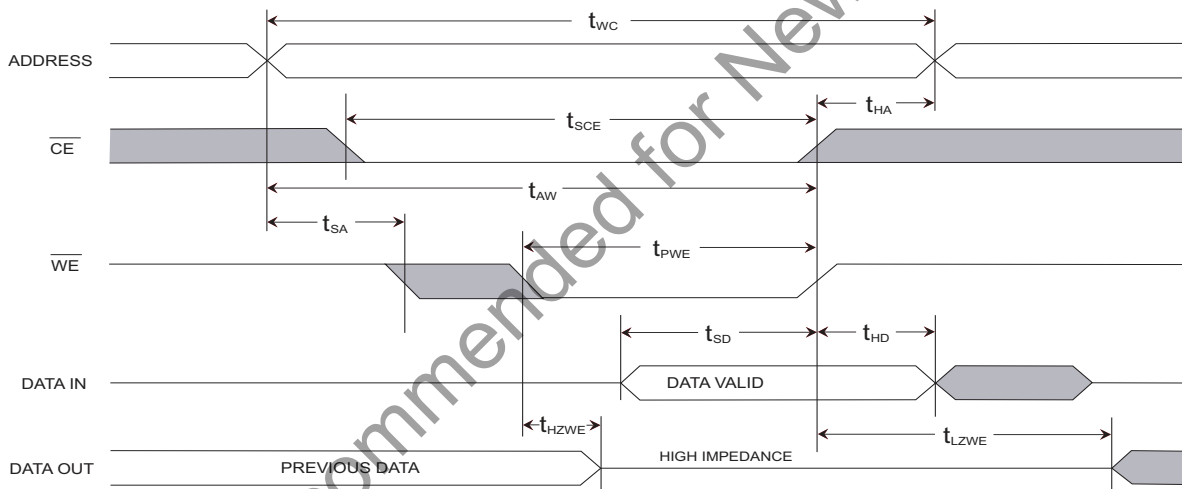 tWC
ADDRESS
tHA
tSCE
CE
tAW
tSA
tPWE
WE
tSD
tHD
DATA IN
DATA VALID
tHZWE
tLZWE
DATA OUT
PREVIOUS DATA
HIGH IMPEDANCE
commended for New